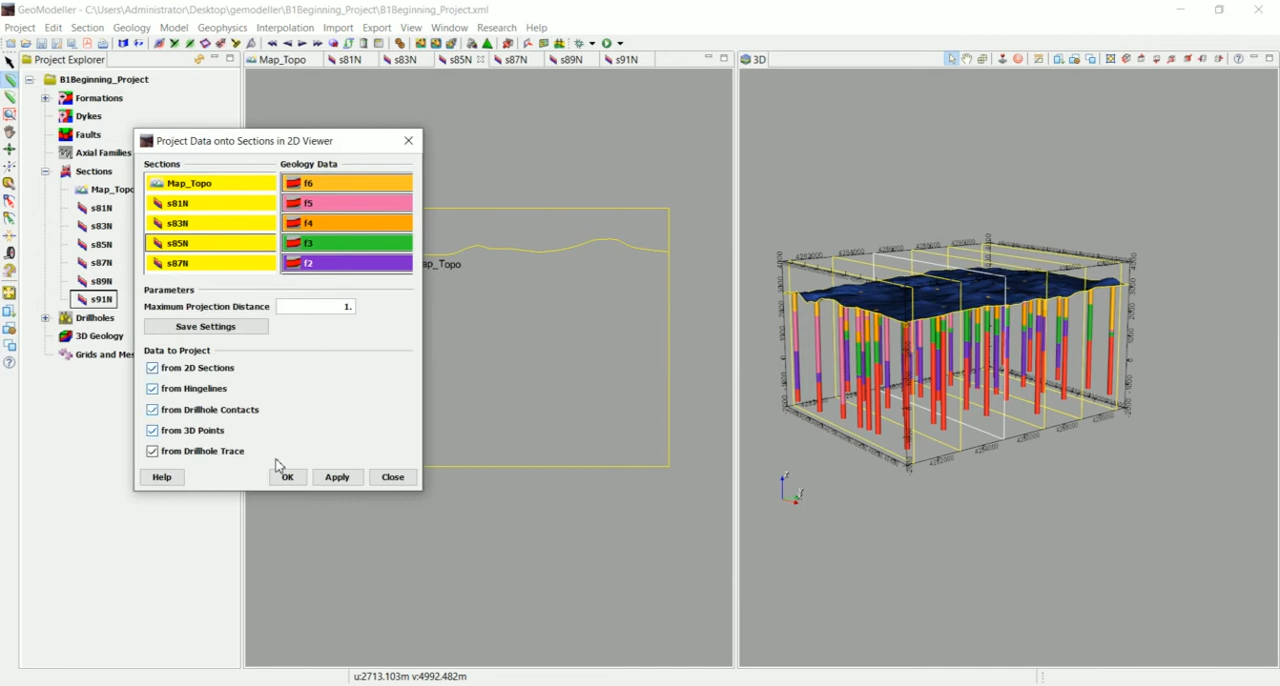 GeoModeller - C:\Users\Administrator\Desktop\gemodeller\B1Beginning_Project\B1Beginning_Project.xml
Project Edit Section Geology Model Geophysics Interpolation Import Export View Window Research Help
Project Explorer
B1Beginning_Project
Formations
Dykes
Faults
Axial Families
Sections
Map_Topo
s81N
s83N
s85N
s87N
s89N
s91N
Drillholes
3D Geology
Grids and Mes
Map_Topo s81N s83N s85N s87N s89N s91N
3D
Project Data onto Sections in 2D Viewer
Sections Geology Data
Map_Topo f6
s81N f5
s83N f4
s85N f3
s87N f2
Parameters
Maximum Projection Distance 1.
Save Settings
Data to Project
from 2D Sections
from Hingelines
from Drillhole Contacts
from 3D Points
from Drillhole Trace
Help OK Apply Close
ap_Topo
u:2713.103m v:4992.482m